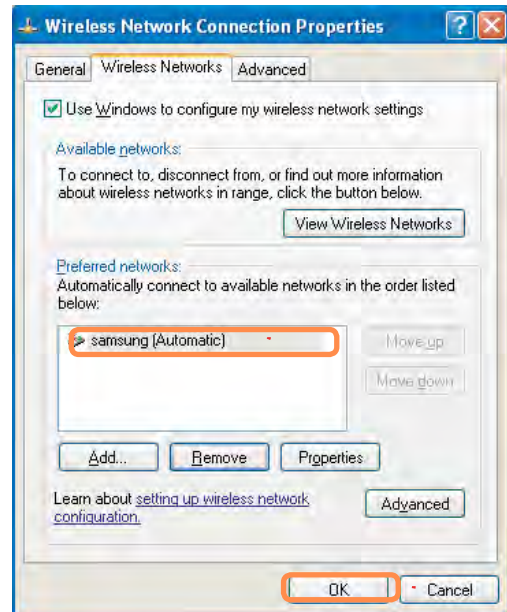 Wireless Network Connection Properties
General Wireless Networks Advanced
Use Windows to configure my wireless network settings
Available networks:
To connect to, disconnect from, or find out more information
about wireless networks in range, click the button below.
View Wireless Networks
Preferred networks:
Automatically connect to available networks in the order listed
below:
samsung (Automatic)
Move up
Move down
Add... Remove Properties
Learn about setting up wireless network
configuration.
Advanced
OK Cancel